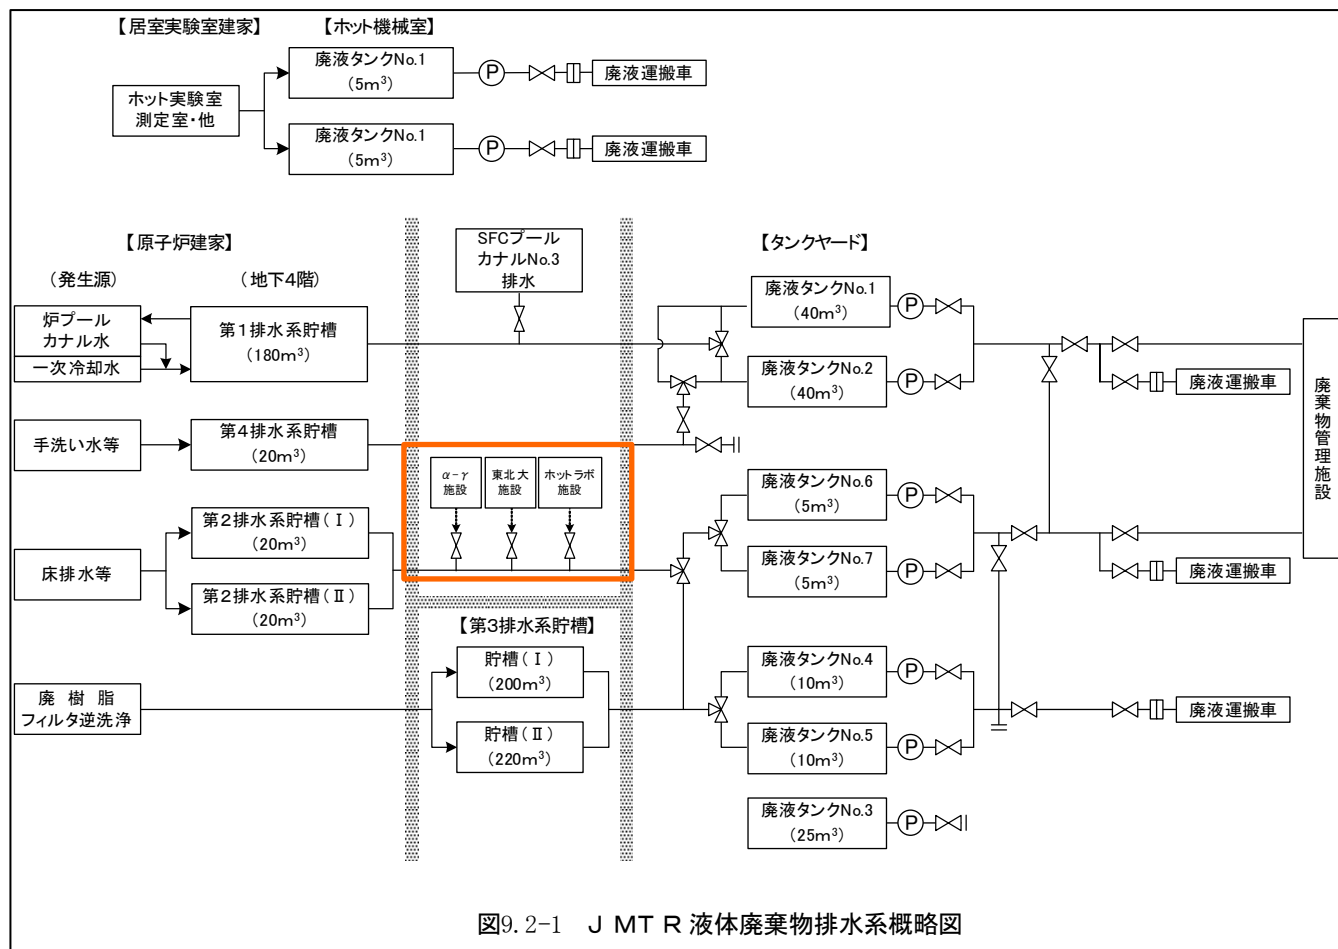 【居室実験室建家】
【ホット機械室】
ホット実験室
測定室・他
廃液タンクNo.1
（5m³）
P
廃液運搬車
廃液タンクNo.1
（5m³）
P
廃液運搬車
【原子炉建家】
（発生源）
（地下４階）
SFCプール
カナルNo.3
排水
【タンクヤード】
炉プール
カナル水
一次冷却水
第１排水系貯槽
（180m³）
廃液タンクNo.1
（40m³）
P
廃液タンクNo.2
（40m³）
P
廃液運搬車
廃棄物管理施設
手洗い水等
第４排水系貯槽
（20m³）
α－γ
施設
東北大
施設
ホットラボ
施設
廃液タンクNo.6
（5m³）
P
床排水等
第２排水系貯槽（Ⅰ）
（20m³）
第２排水系貯槽（Ⅱ）
（20m³）
廃液タンクNo.7
（5m³）
P
廃液運搬車
【第３排水系貯槽】
廃 樹 脂
フィルタ逆洗浄
貯槽（Ⅰ）
（200m³）
貯槽（Ⅱ）
（220m³）
廃液タンクNo.4
（10m³）
P
廃液タンクNo.5
（10m³）
P
廃液運搬車
廃液タンクNo.3
（25m³）
P
図9.2-1 ＪＭＴＲ液体廃棄物排水系概略図